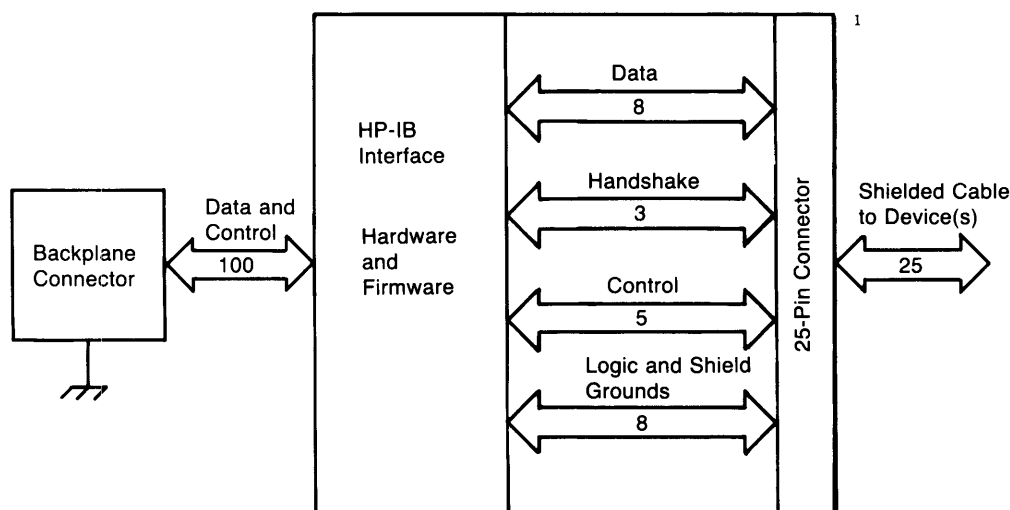 1
Data
8
HP-IB
Interface
Handshake
3
Hardware
and
Firmware
Control
5
Logic and Shield
Grounds
8
Backplane
Connector
Data and
Control
100
25-Pin Connector
Shielded Cable
to Device(s)
25